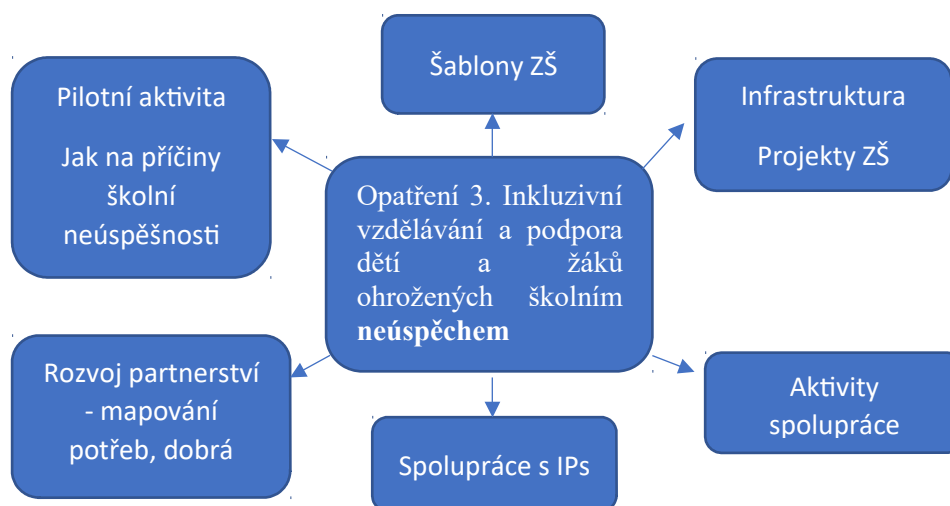 Šablony ZŠ
Pilotní aktivita
Jak na příčiny
školní
neúspěšnosti
Infrastruktura
Projekty ZŠ
Opatření 3. Inkluzivní
vzdělávání a podpora
dětí a žáků
ohrožených školním
neúspěchem
Rozvoj partnerství
- mapování
potřeb, dobrá
Spolupráce s IPs
Aktivity
spolupráce